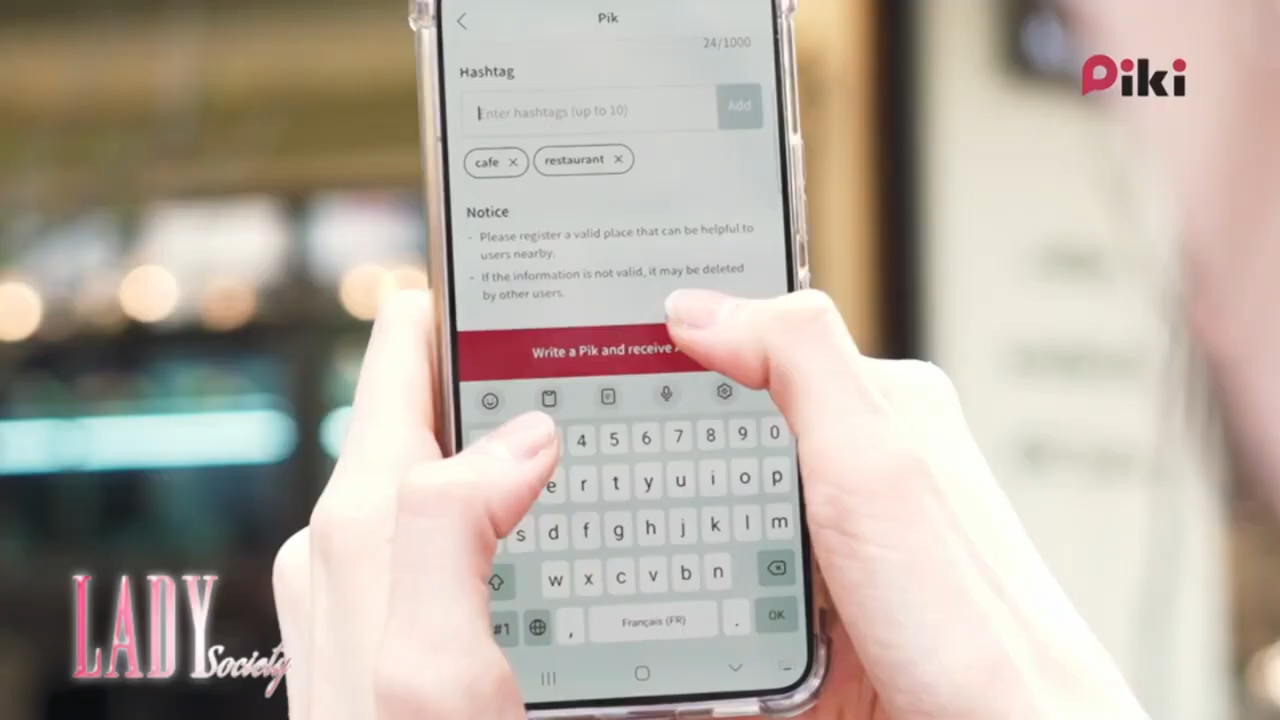 Pik
24/1000
Hashtag
Enter hashtags (up to 10)
Add
cafe ×
restaurant ×
Notice
- Please register a valid place that can be helpful to
users nearby.
- If the information is not valid, it may be deleted
by other users.
Write a Pik and receive
4 5 6 7 8 9 0
e r t y u i o p
s d f g h j k l m
w x c v b n
#1 , Français (FR) . OK
Piki
LADY
Society